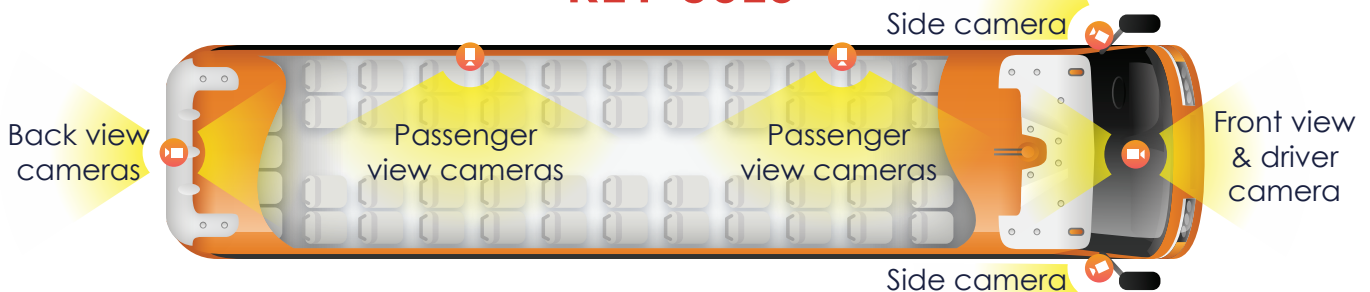 Side camera
Back view
cameras
Passenger
view cameras
Passenger
view cameras
Front view
& driver
camera
Side camera